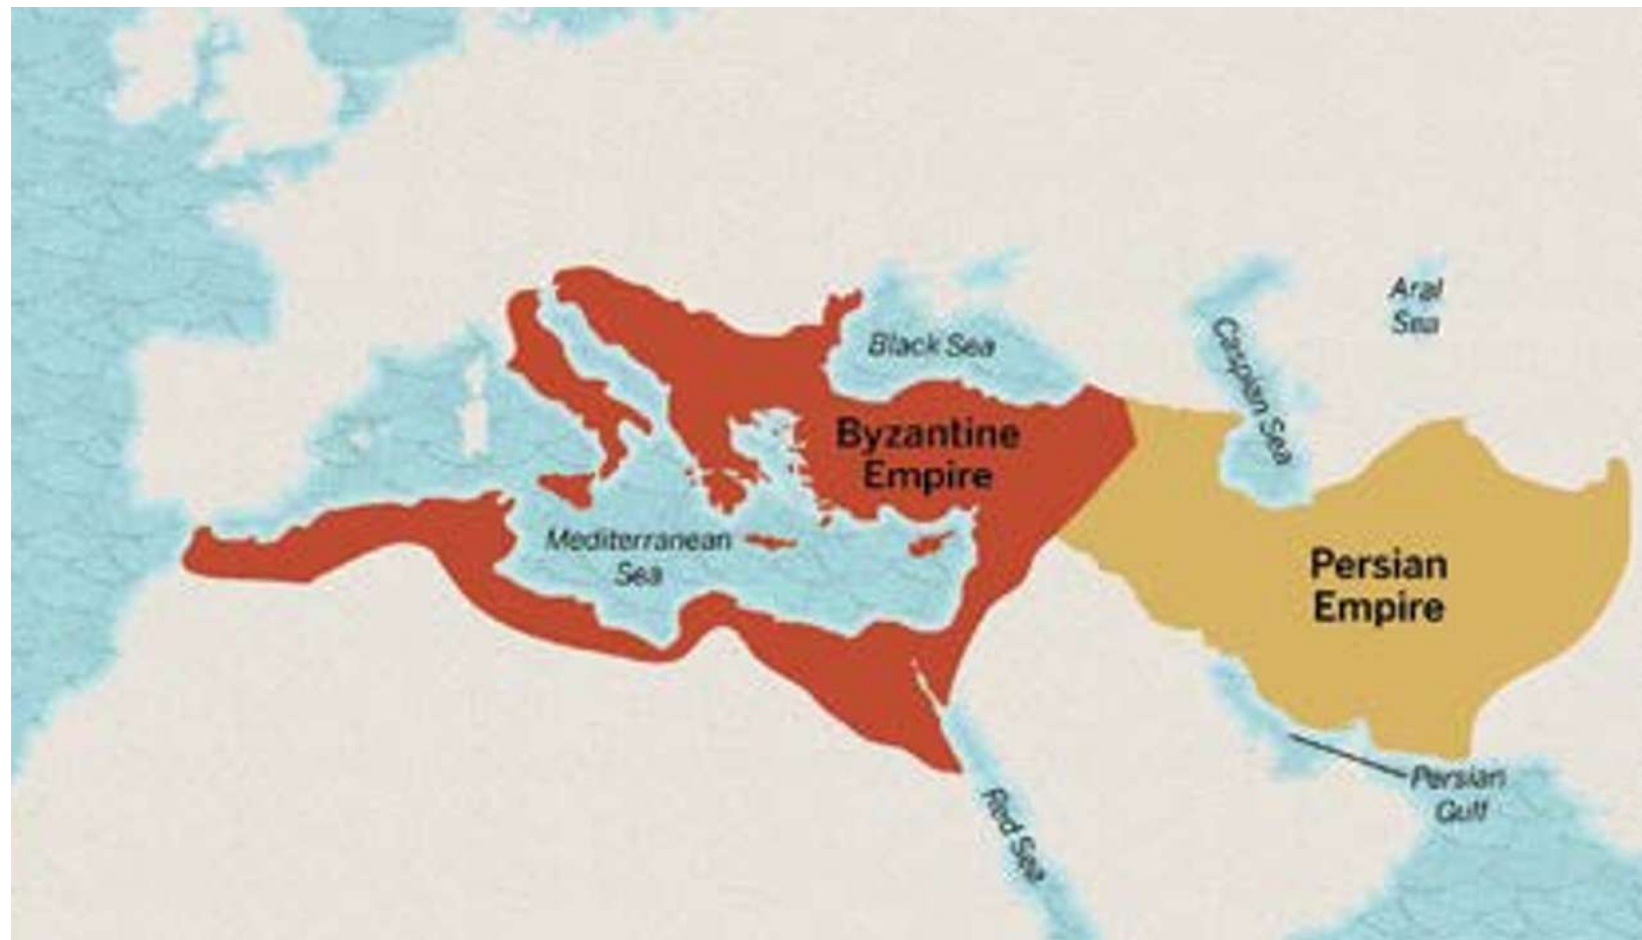 Aral
Sea
Black Sea
Caspian Sea
Byzantine
Empire
Mediterranean
Sea
Persian
Empire
Persian
Gulf
Red Sea